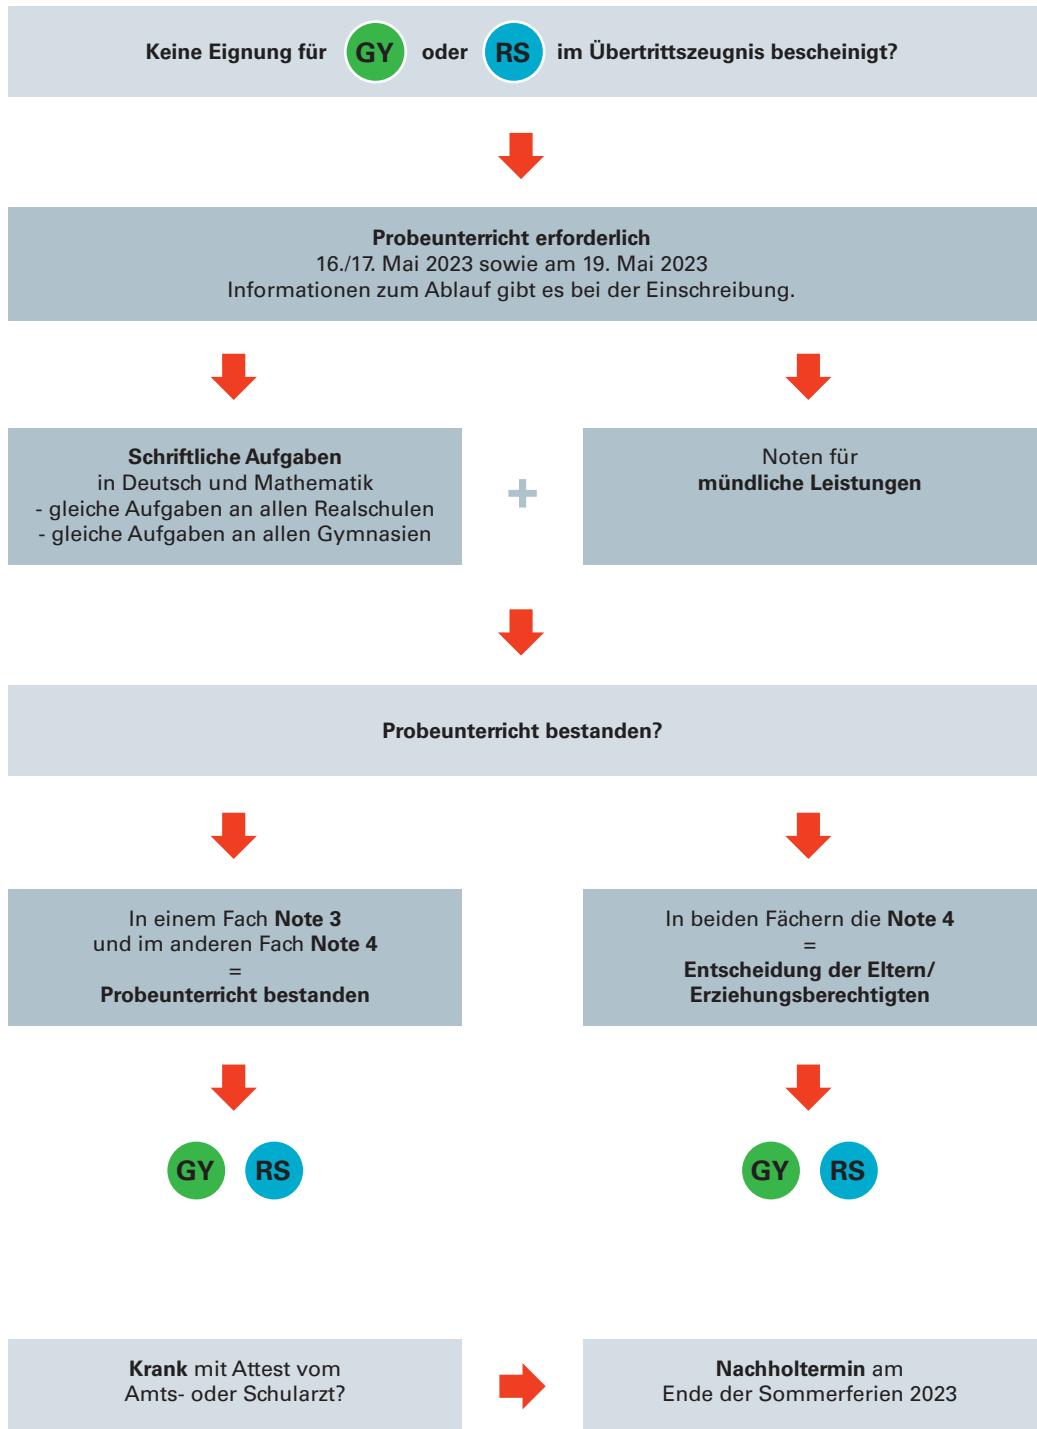 Keine Eignung für GY oder RS im Übertrittszeugnis bescheinigt?
Probeunterricht erforderlich
16./17. Mai 2023 sowie am 19. Mai 2023
Informationen zum Ablauf gibt es bei der Einschreibung.
Schriftliche Aufgaben
in Deutsch und Mathematik
- gleiche Aufgaben an allen Realschulen
- gleiche Aufgaben an allen Gymnasien
+
Noten für
mündliche Leistungen
Probeunterricht bestanden?
In einem Fach Note 3
und im anderen Fach Note 4
=
Probeunterricht bestanden
In beiden Fächern die Note 4
=
Entscheidung der Eltern/
Erziehungsberechtigten
GY RS
GY RS
Krank mit Attest vom
Amts- oder Schularzt?
Nachholtermin am
Ende der Sommerferien 2023